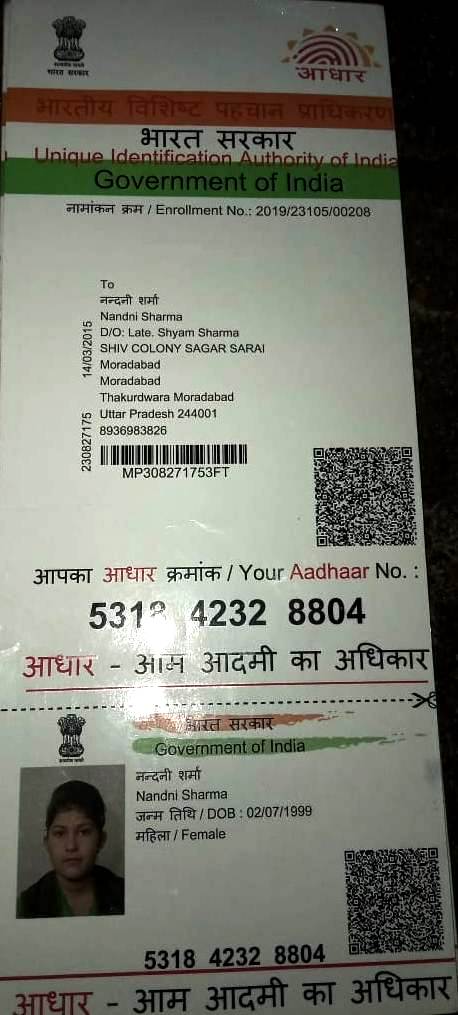 भारत सरकार
आधार
भारतीय विशिष्ट पहचान प्राधिकरण
भारत सरकार
Unique Identification Authority of India
Government of India
नामांकन क्रम / Enrollment No.: 2019/23105/00208
To
नन्दनी शर्मा
Nandni Sharma
D/O: Late. Shyam Sharma
SHIV COLONY SAGAR SARAI
Moradabad
Moradabad
Thakurdwara Moradabad
Uttar Pradesh 244001
8936983826
14/03/2015
230827175
MP308271753FT
आपका आधार क्रमांक / Your Aadhaar No. :
5318 4232 8804
आधार - आम आदमी का अधिकार
भारत सरकार
Government of India
नन्दनी शर्मा
Nandni Sharma
जन्म तिथि / DOB : 02/07/1999
महिला / Female
5318 4232 8804
आधार - आम आदमी का अधिकार